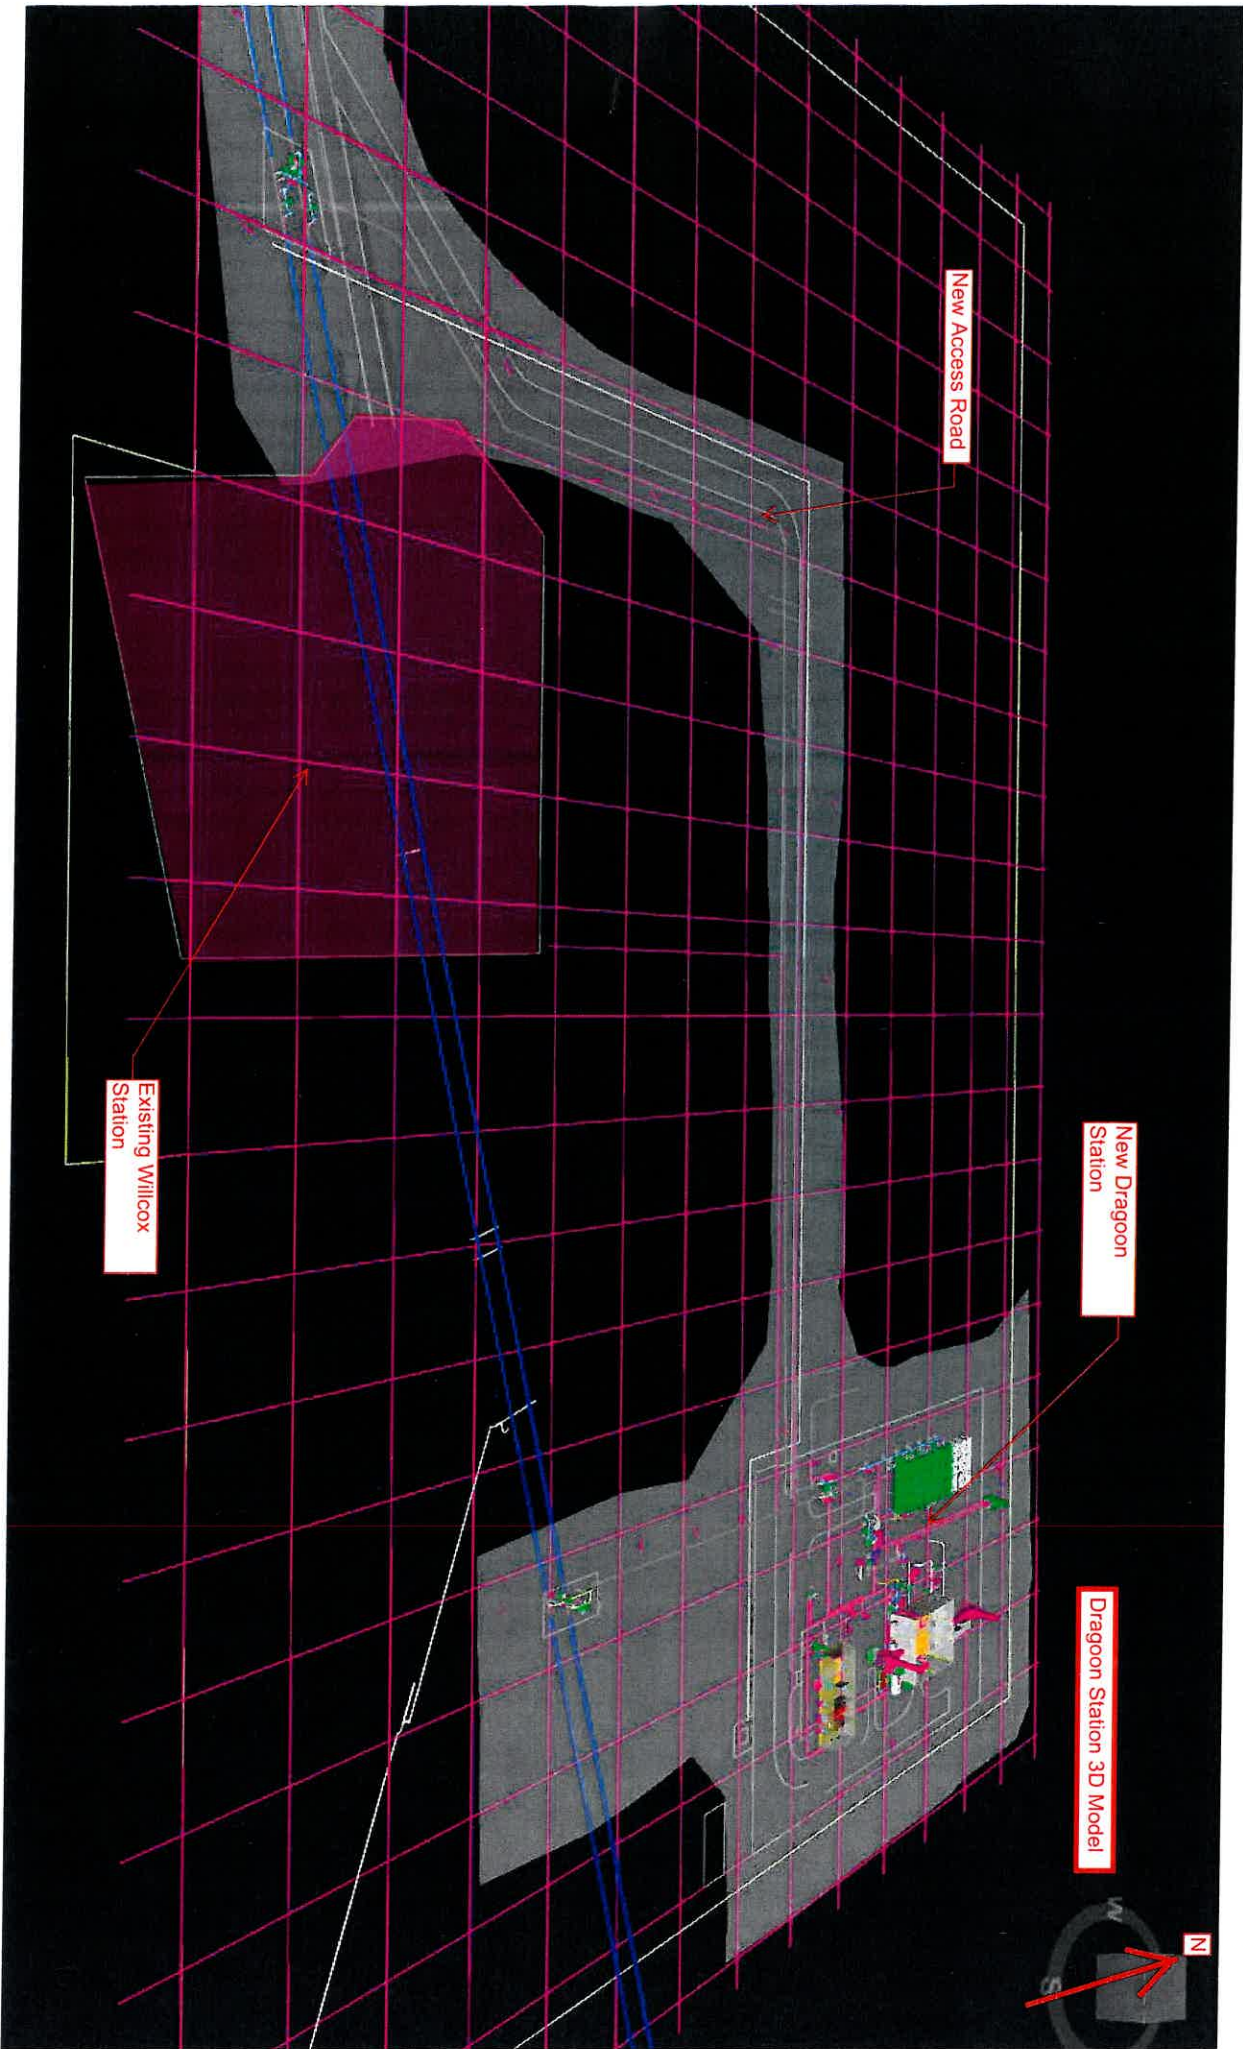 Dragoon Station 3D Model
N
W
S
New Dragoon
Station
New Access Road
Existing Willcox
Station